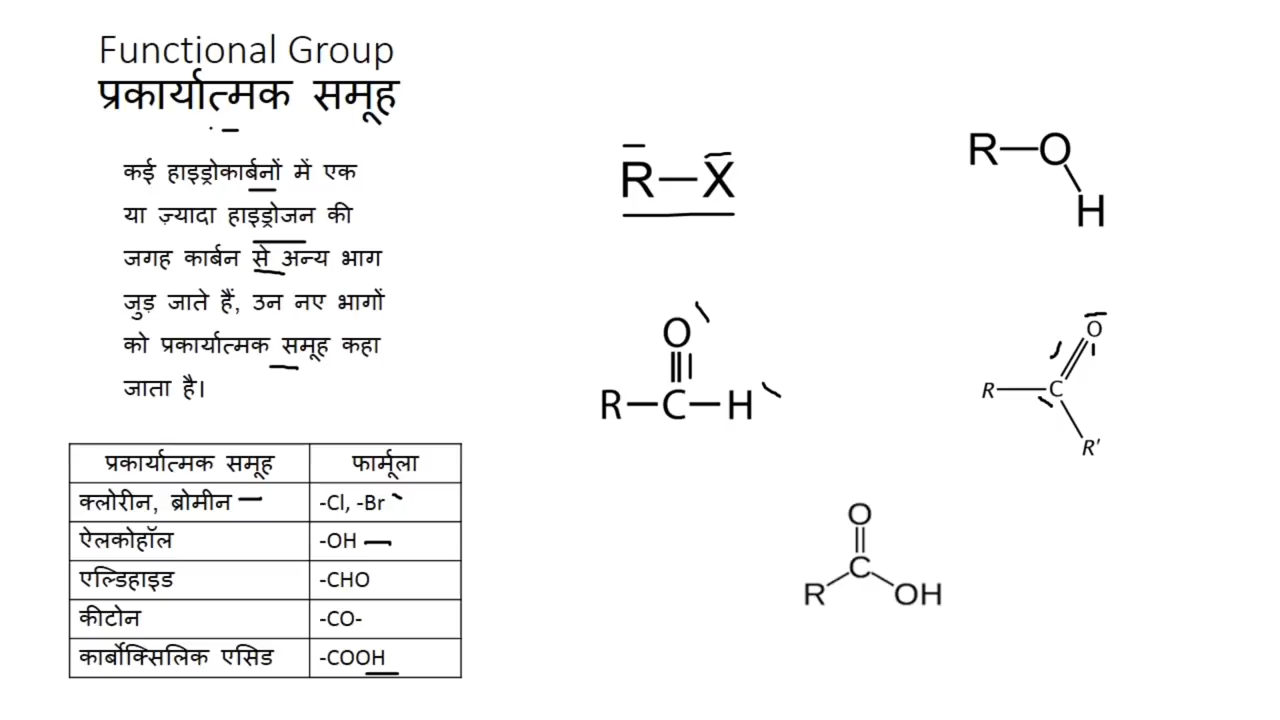 Functional Group
प्रकार्यात्मक समूह
कई हाइड्रोकार्बनों में एक
या ज़्यादा हाइड्रोजन की
जगह कार्बन से अन्य भाग
जुड़ जाते हैं, उन नए भागों
को प्रकार्यात्मक समूह कहा
जाता है।
प्रकार्यात्मक समूह फार्मूला
क्लोरीन, ब्रोमीन -Cl, -Br
ऐलकोहॉल -OH
एल्डिहाइड -CHO
कीटोन -CO-
कार्बोक्सिलिक एसिड -COOH
R—X
R—O
H
O
R—C—H
O
R—C
R'
O
C
R OH